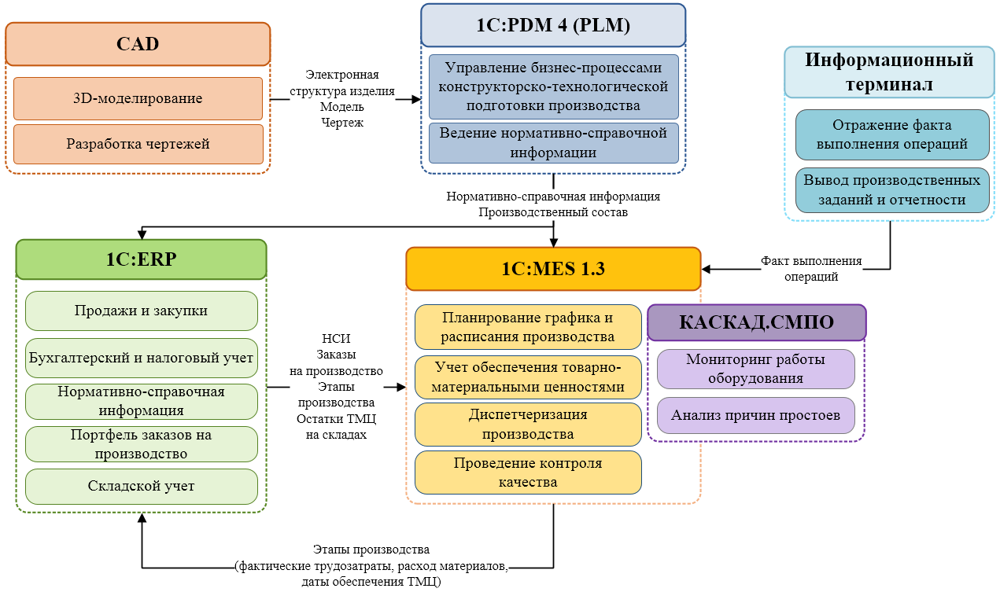 CAD
3D-моделирование
Разработка чертежей
Электронная
структура изделия
Модель
Чертеж
1С:PDM 4 (PLM)
Управление бизнес-процессами
конструкторско-технологической
подготовки производства
Ведение нормативно-справочной
информации
Информационный
терминал
Отражение факта
выполнения операций
Вывод производственных
заданий и отчетности
Нормативно-справочная информация
Производственный состав
Факт выполнения
операций
1С:ERP
Продажи и закупки
Бухгалтерский и налоговый учет
Нормативно-справочная
информация
Портфель заказов на
производство
Складской учет
НСИ
Заказы
на производство
Этапы
производства
Остатки ТМЦ
на складах
1С:MES 1.3
Планирование графика и
расписания производства
Учет обеспечения товарно-
материальными ценностями
Диспетчеризация
производства
Проведение контроля
качества
КАСКАД.СМПО
Мониторинг работы
оборудования
Анализ причин простоев
Этапы производства
(фактические трудозатраты, расход материалов,
даты обеспечения ТМЦ)